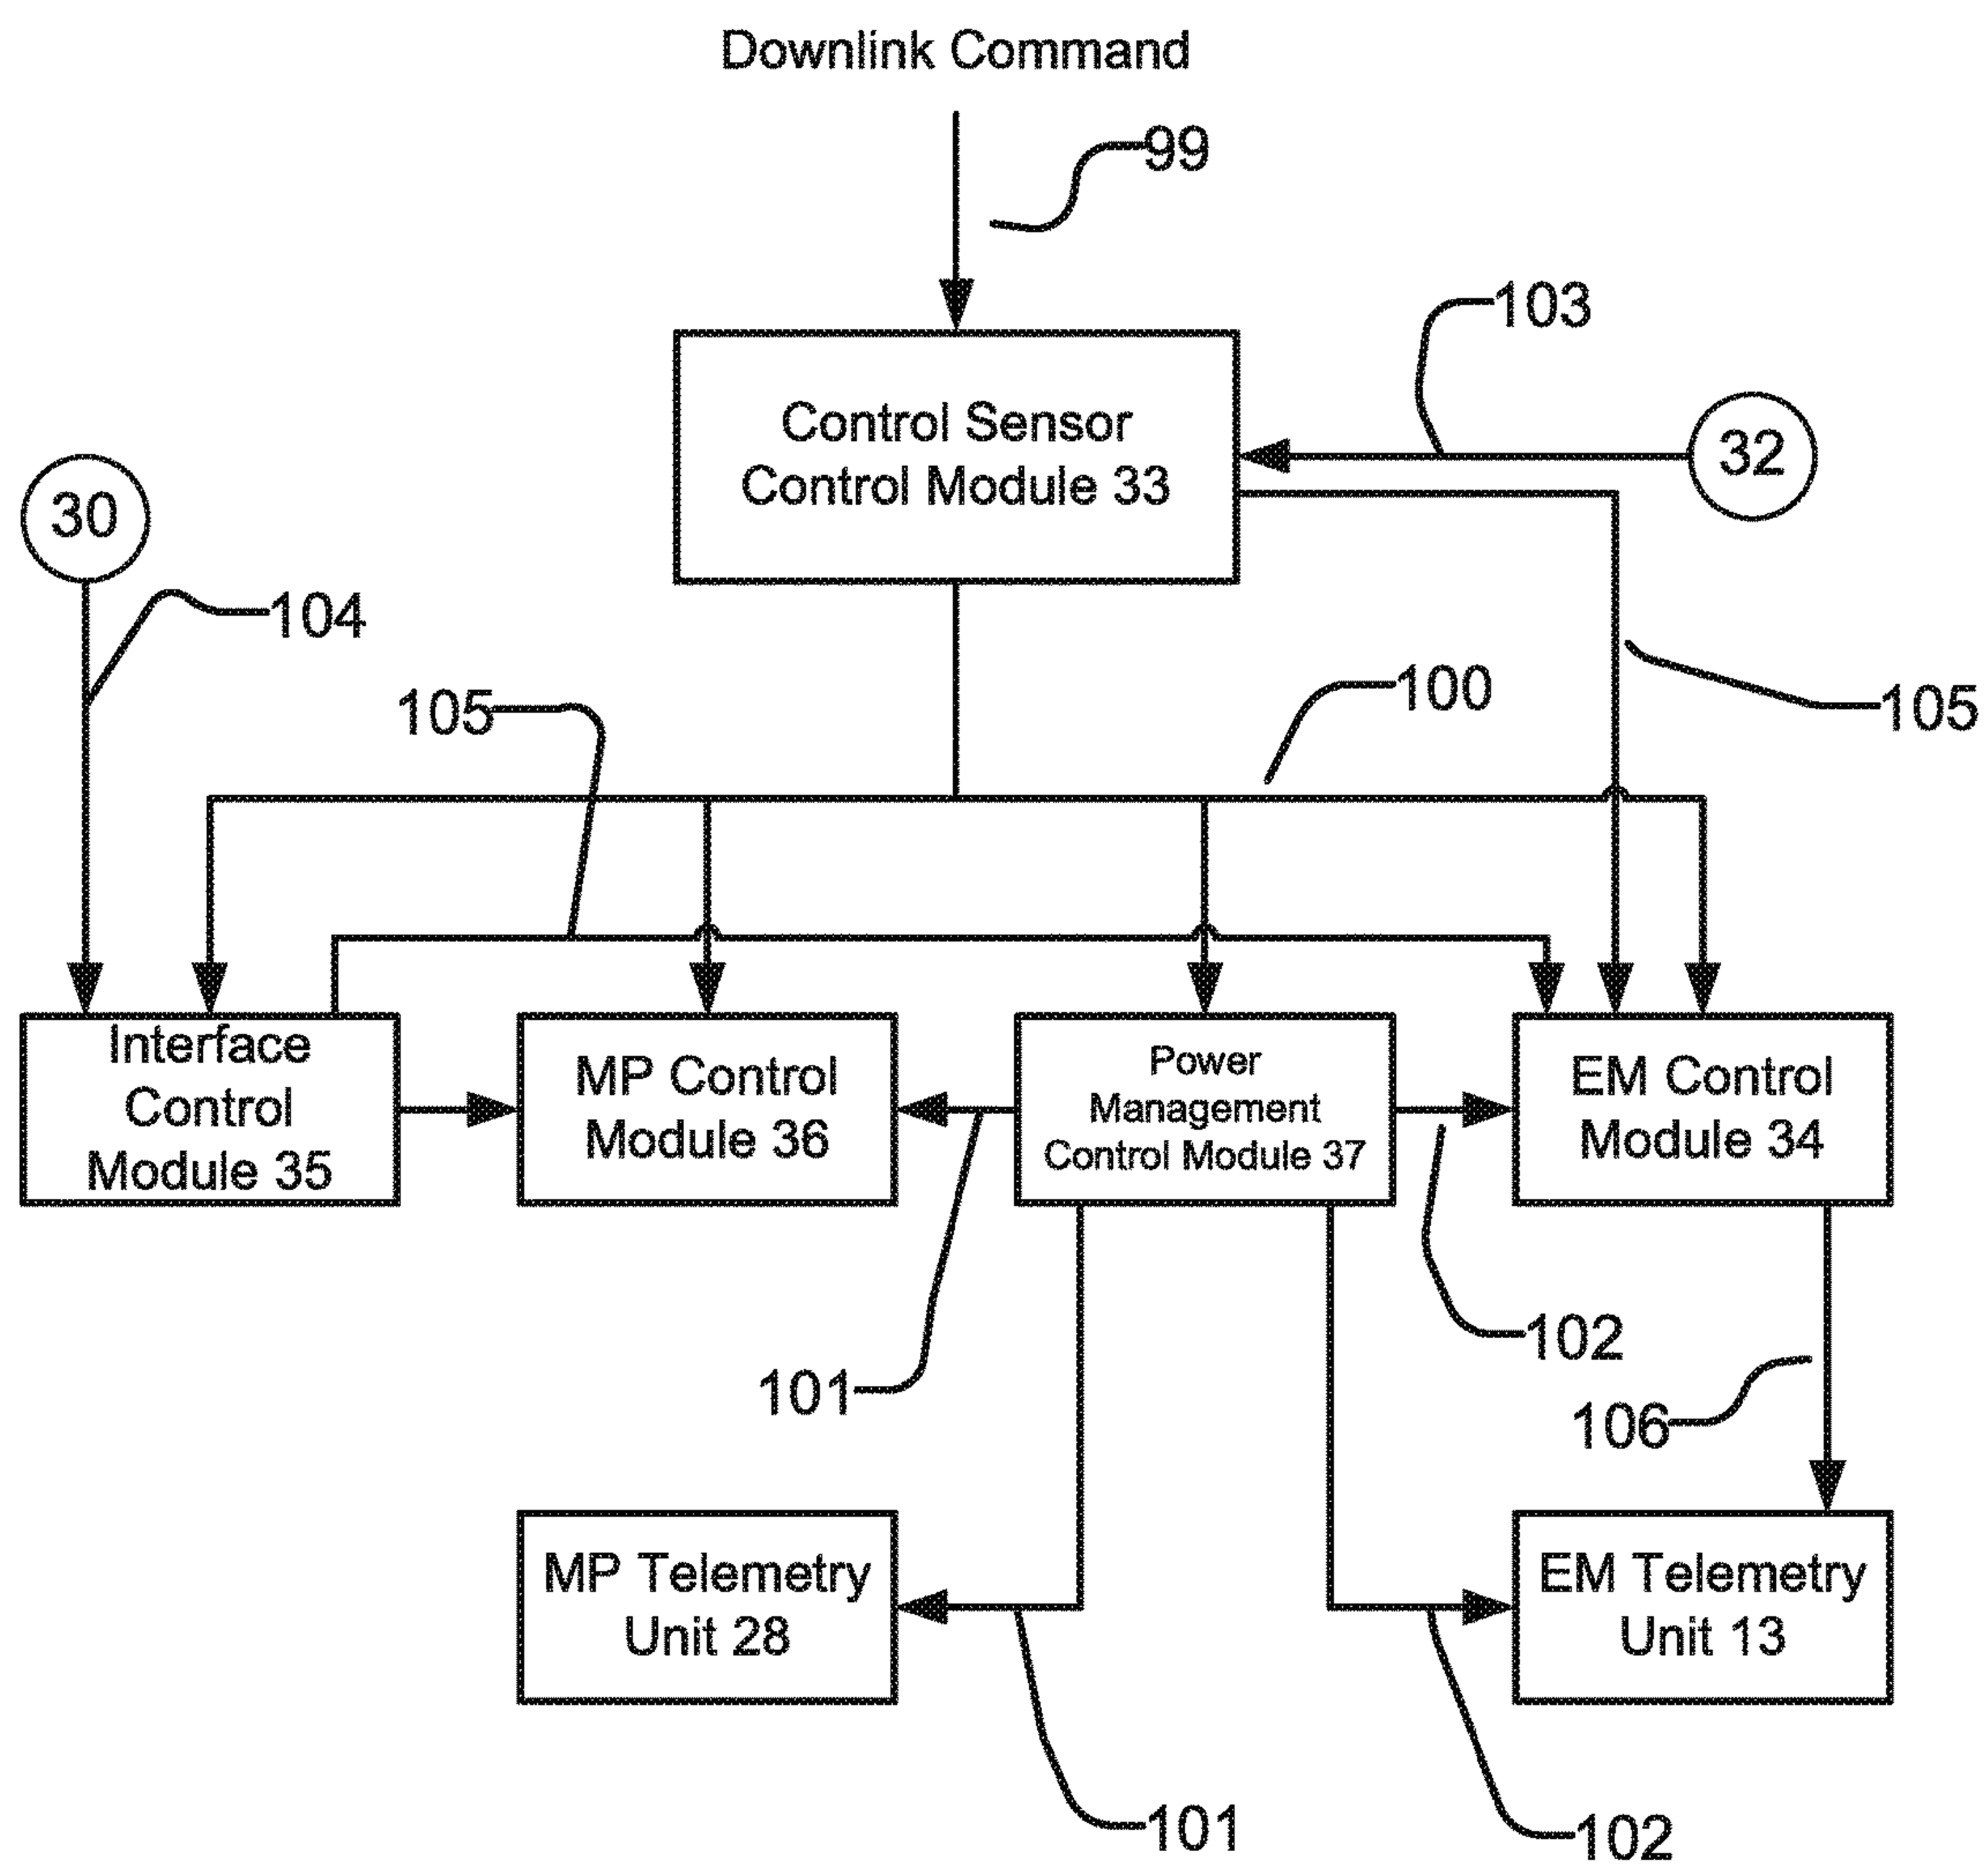 Downlink Command
99
103
Control Sensor
Control Module 33
32
30
104
105
100
105
Interface
Control
Module 35
MP Control
Module 36
Power
Management
Control Module 37
EM Control
Module 34
101
102
106
MP Telemetry
Unit 28
EM Telemetry
Unit 13
101
102